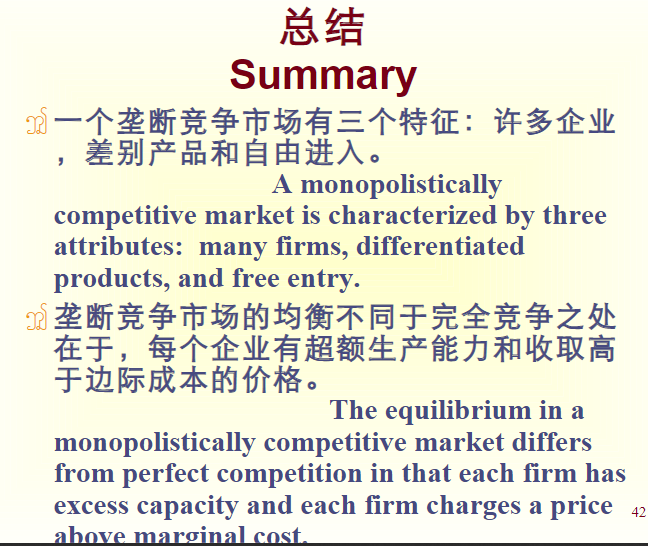 总结
Summary
一个垄断竞争市场有三个特征：许多企业
，差别产品和自由进入。
A monopolistically
competitive market is characterized by three
attributes: many firms, differentiated
products, and free entry.
垄断竞争市场的均衡不同于完全竞争之处
在于，每个企业有超额生产能力和收取高
于边际成本的价格。
The equilibrium in a
monopolistically competitive market differs
from perfect competition in that each firm has
excess capacity and each firm charges a price
above marginal cost.
42